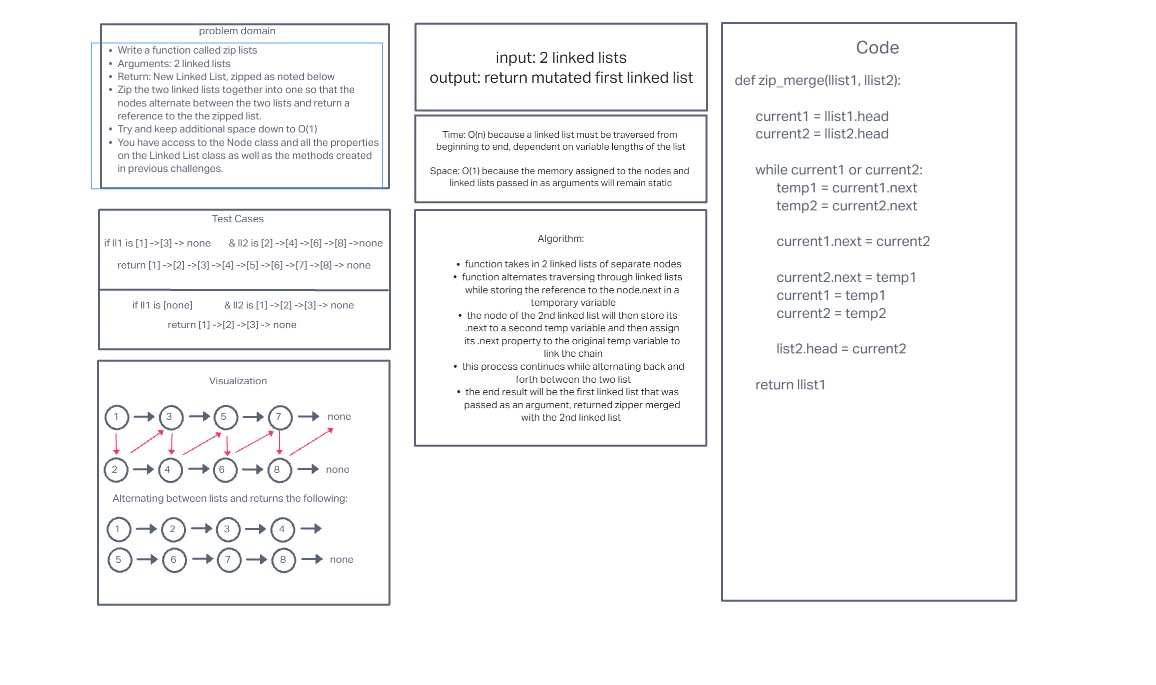 problem domain
• Write a function called zip lists
• Arguments: 2 linked lists
• Return: New Linked List, zipped as noted below
• Zip the two linked lists together into one so that the
nodes alternate between the two lists and return a
reference to the the zipped list.
• Try and keep additional space down to O(1)
• You have access to the Node class and all the properties
on the Linked List class as well as the methods created
in previous challenges.
Test Cases
if ll1 is [1] ->[3] -> none & ll2 is [2] ->[4] ->[6] ->[8] ->none
return [1] ->[2] ->[3] ->[4] ->[5] ->[6] ->[7] ->[8] -> none
if ll1 is [none] & ll2 is [1] ->[2] ->[3] -> none
return [1] ->[2] ->[3] -> none
Visualization
1 3 5 7 none
2 4 6 8 none
Alternating between lists and returns the following:
1 2 3 4
5 6 7 8 none
input: 2 linked lists
output: return mutated first linked list
Time: O(n) because a linked list must be traversed from
beginning to end, dependent on variable lengths of the list
Space: O(1) because the memory assigned to the nodes and
linked lists passed in as arguments will remain static
Algorithm:
• function takes in 2 linked lists of separate nodes
• function alternates traversing through linked lists
while storing the reference to the node.next in a
temporary variable
• the node of the 2nd linked list will then store its
.next to a second temp variable and then assign
its .next property to the original temp variable to
link the chain
• this process continues while alternating back and
forth between the two list
• the end result will be the first linked list that was
passed as an argument, returned zipper merged
with the 2nd linked list
Code
def zip_merge(llist1, llist2):
current1 = llist1.head
current2 = llist2.head
while current1 or current2:
temp1 = current1.next
temp2 = current2.next
current1.next = current2
current2.next = temp1
current1 = temp1
current2 = temp2
list2.head = current2
return llist1